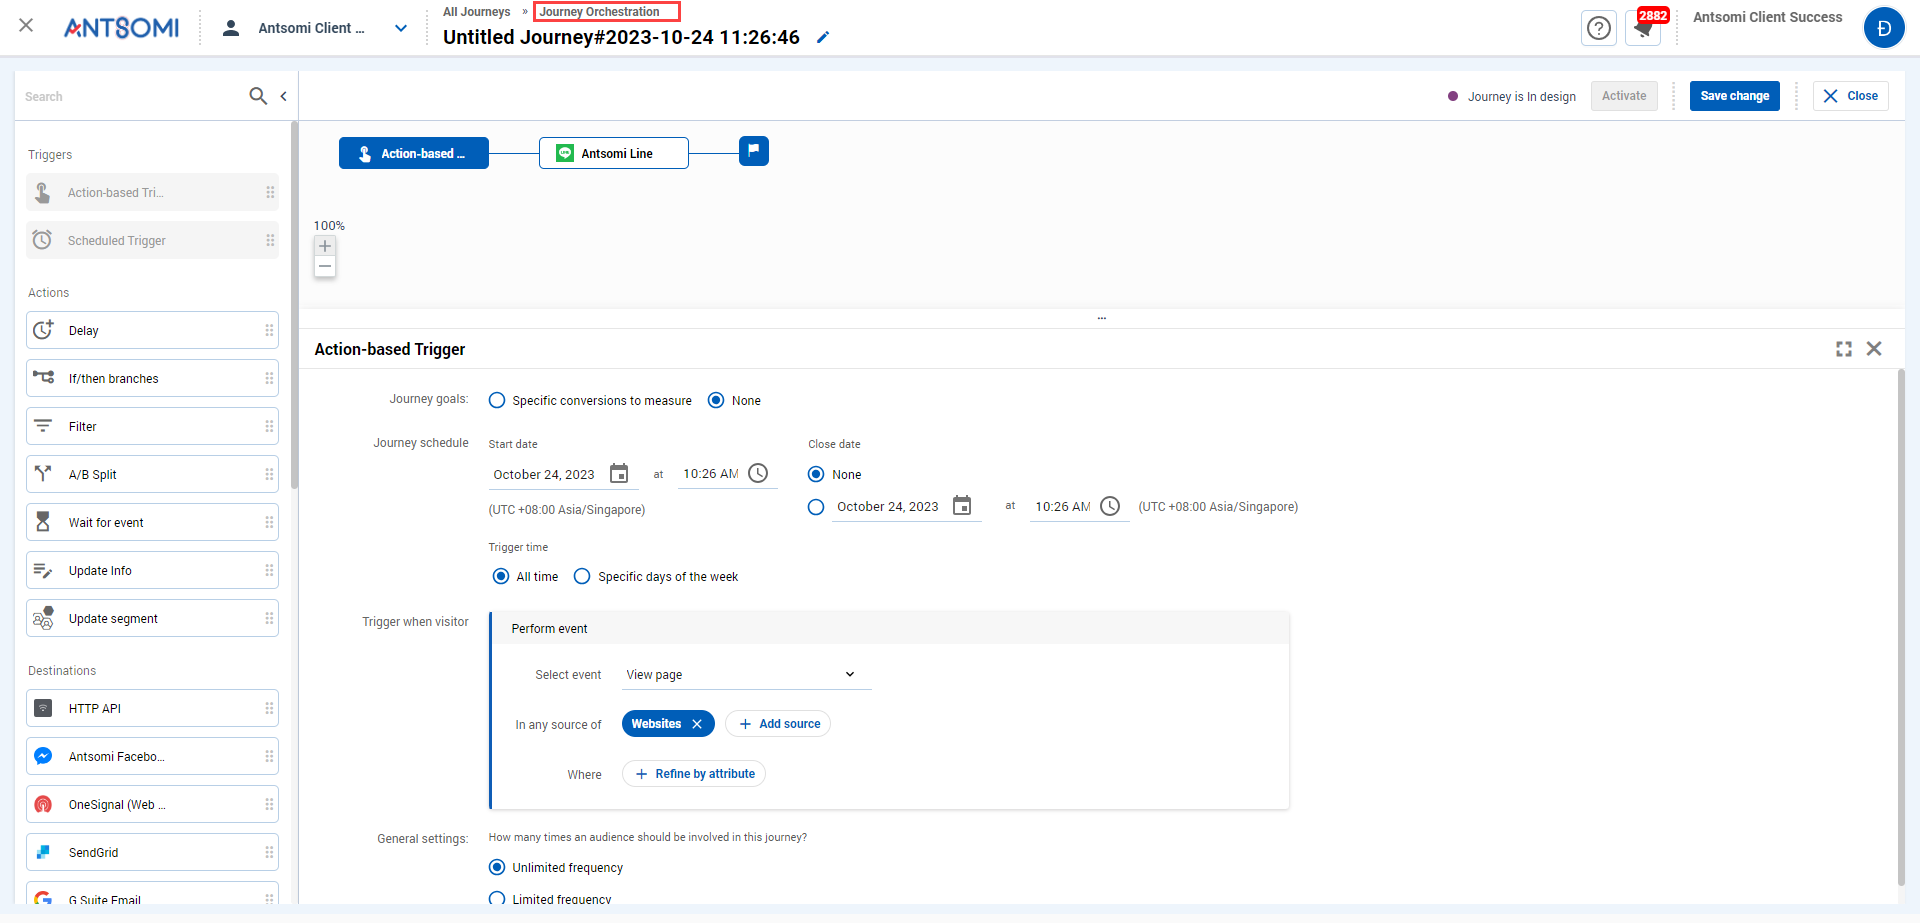 ANTSOMI
Antsomi Client ...
All Journeys » Journey Orchestration
Untitled Journey#2023-10-24 11:26:46
2882
Antsomi Client Success
Đ
Search
Journey is In design
Activate
Save change
Close
Triggers
Action-based Tri...
Scheduled Trigger
Actions
Delay
If/then branches
Filter
A/B Split
Wait for event
Update Info
Update segment
Destinations
HTTP API
Antsomi Facebo...
OneSignal (Web ...
SendGrid
G Suite Email
Action-based ...
LINE
Antsomi Line
100%
...
Action-based Trigger
Journey goals:
Specific conversions to measure
None
Journey schedule
Start date
October 24, 2023 at 10:26 AM
(UTC +08:00 Asia/Singapore)
Close date
None
October 24, 2023 at 10:26 AM (UTC +08:00 Asia/Singapore)
Trigger time
All time
Specific days of the week
Trigger when visitor
Perform event
Select event
View page
In any source of
Websites
Add source
Where
Refine by attribute
General settings:
How many times an audience should be involved in this journey?
Unlimited frequency
Limited frequency